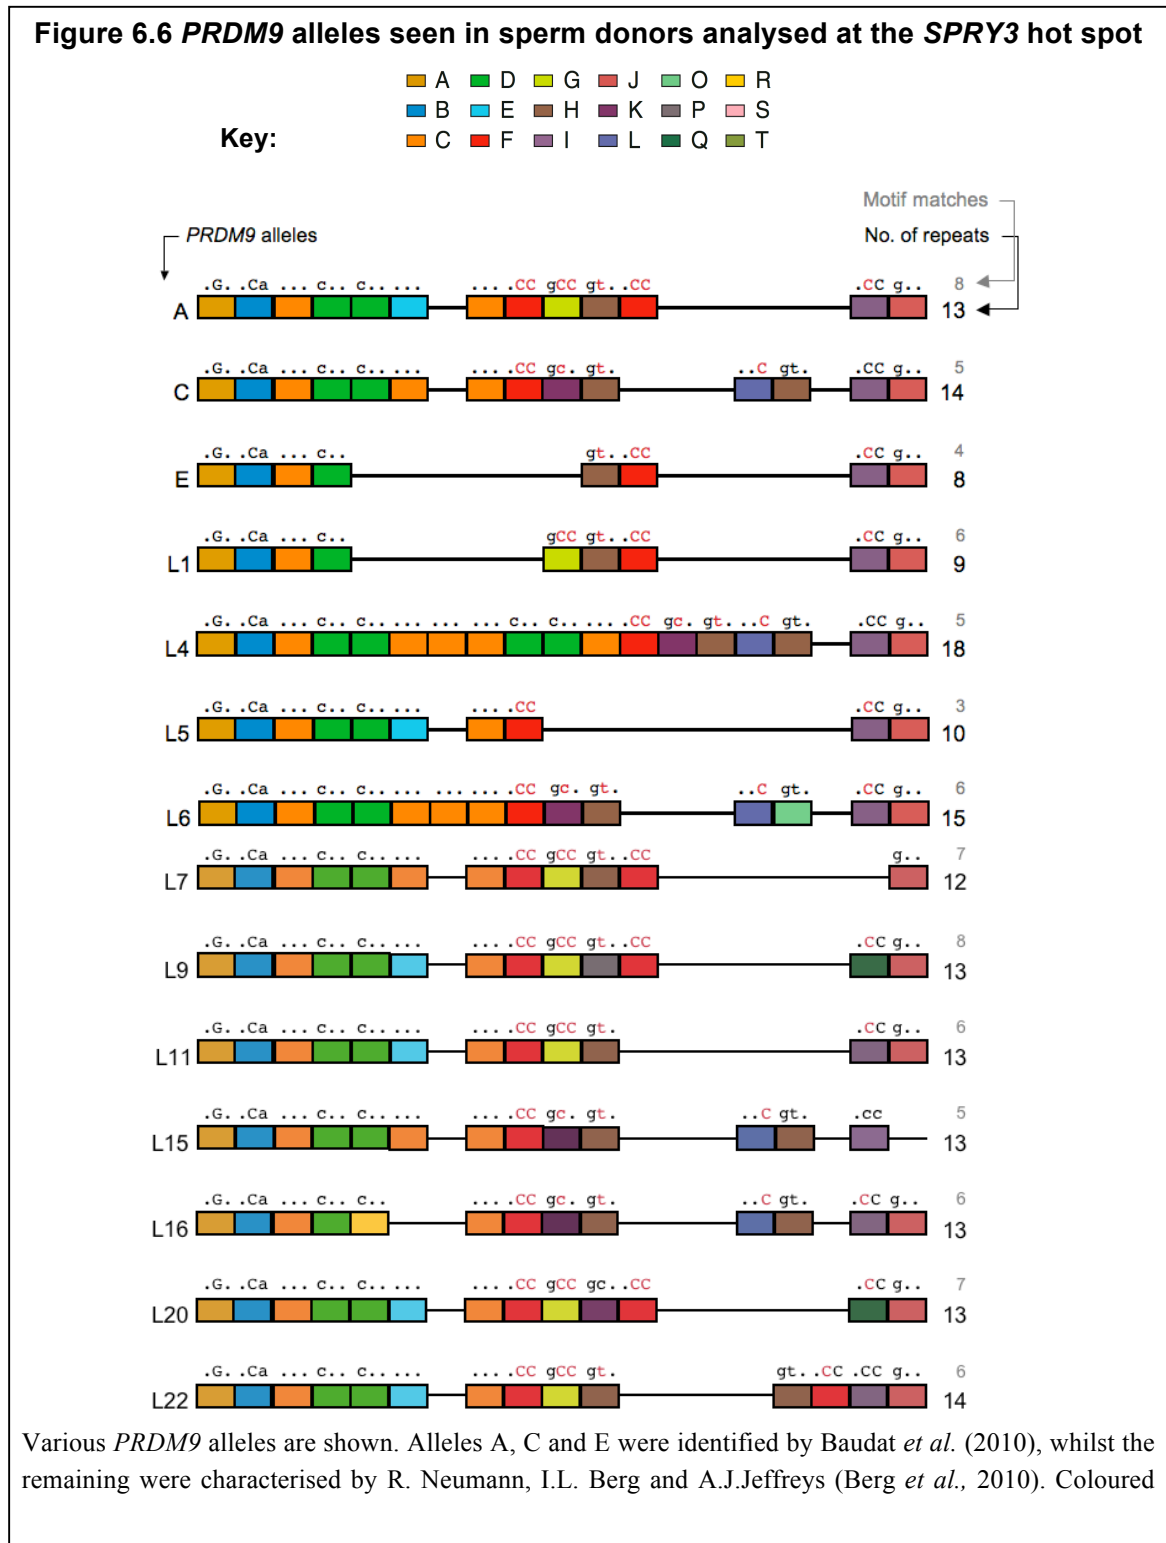 Figure 6.6 PRDM9 alleles seen in sperm donors analysed at the SPRY3 hot spot
A D G J O R
B E H K P S
Key:
C F I L Q T
Motif matches
PRDM9 alleles No. of repeats
.G. .Ca ... c.. c.. ... ... .CC gCC gt. .CC .CC g.. 8
A 13
.G. .Ca ... c.. c.. ... ... .CC gc. gt. ..C gt. .CC g.. 5
C 14
.G. .Ca ... c.. gt. .CC .CC g.. 4
E 8
.G. .Ca ... c.. gCC gt. .CC .CC g.. 6
L1 9
.G. .Ca ... c.. c.. ... ... ... c.. c.. ... .CC gc. gt. ..C gt. .CC g.. 5
L4 18
.G. .Ca ... c.. c.. ... ... .CC .CC g.. 3
L5 10
.G. .Ca ... c.. c.. ... ... ... .CC gc. gt. ..C gt. .CC g.. 6
L6 15
.G. .Ca ... c.. c.. ... ... .CC gCC gt. .CC g.. 7
L7 12
.G. .Ca ... c.. c.. ... ... .CC gCC gt. .CC .CC g.. 8
L9 13
.G. .Ca ... c.. c.. ... ... .CC gCC gt. .CC g.. 6
L11 13
.G. .Ca ... c.. c.. ... ... .CC gc. gt. ..C gt. .cc 5
L15 13
.G. .Ca ... c.. c.. ... .CC gc. gt. ..C gt. .CC g.. 6
L16 13
.G. .Ca ... c.. c.. ... ... .CC gCC gc. .CC .CC g.. 7
L20 13
.G. .Ca ... c.. c.. ... ... .CC gCC gt. gt. .CC .CC g.. 6
L22 14
Various PRDM9 alleles are shown. Alleles A, C and E were identified by Baudat et al. (2010), whilst the
remaining were characterised by R. Neumann, I.L. Berg and A.J.Jeffreys (Berg et al., 2010). Coloured